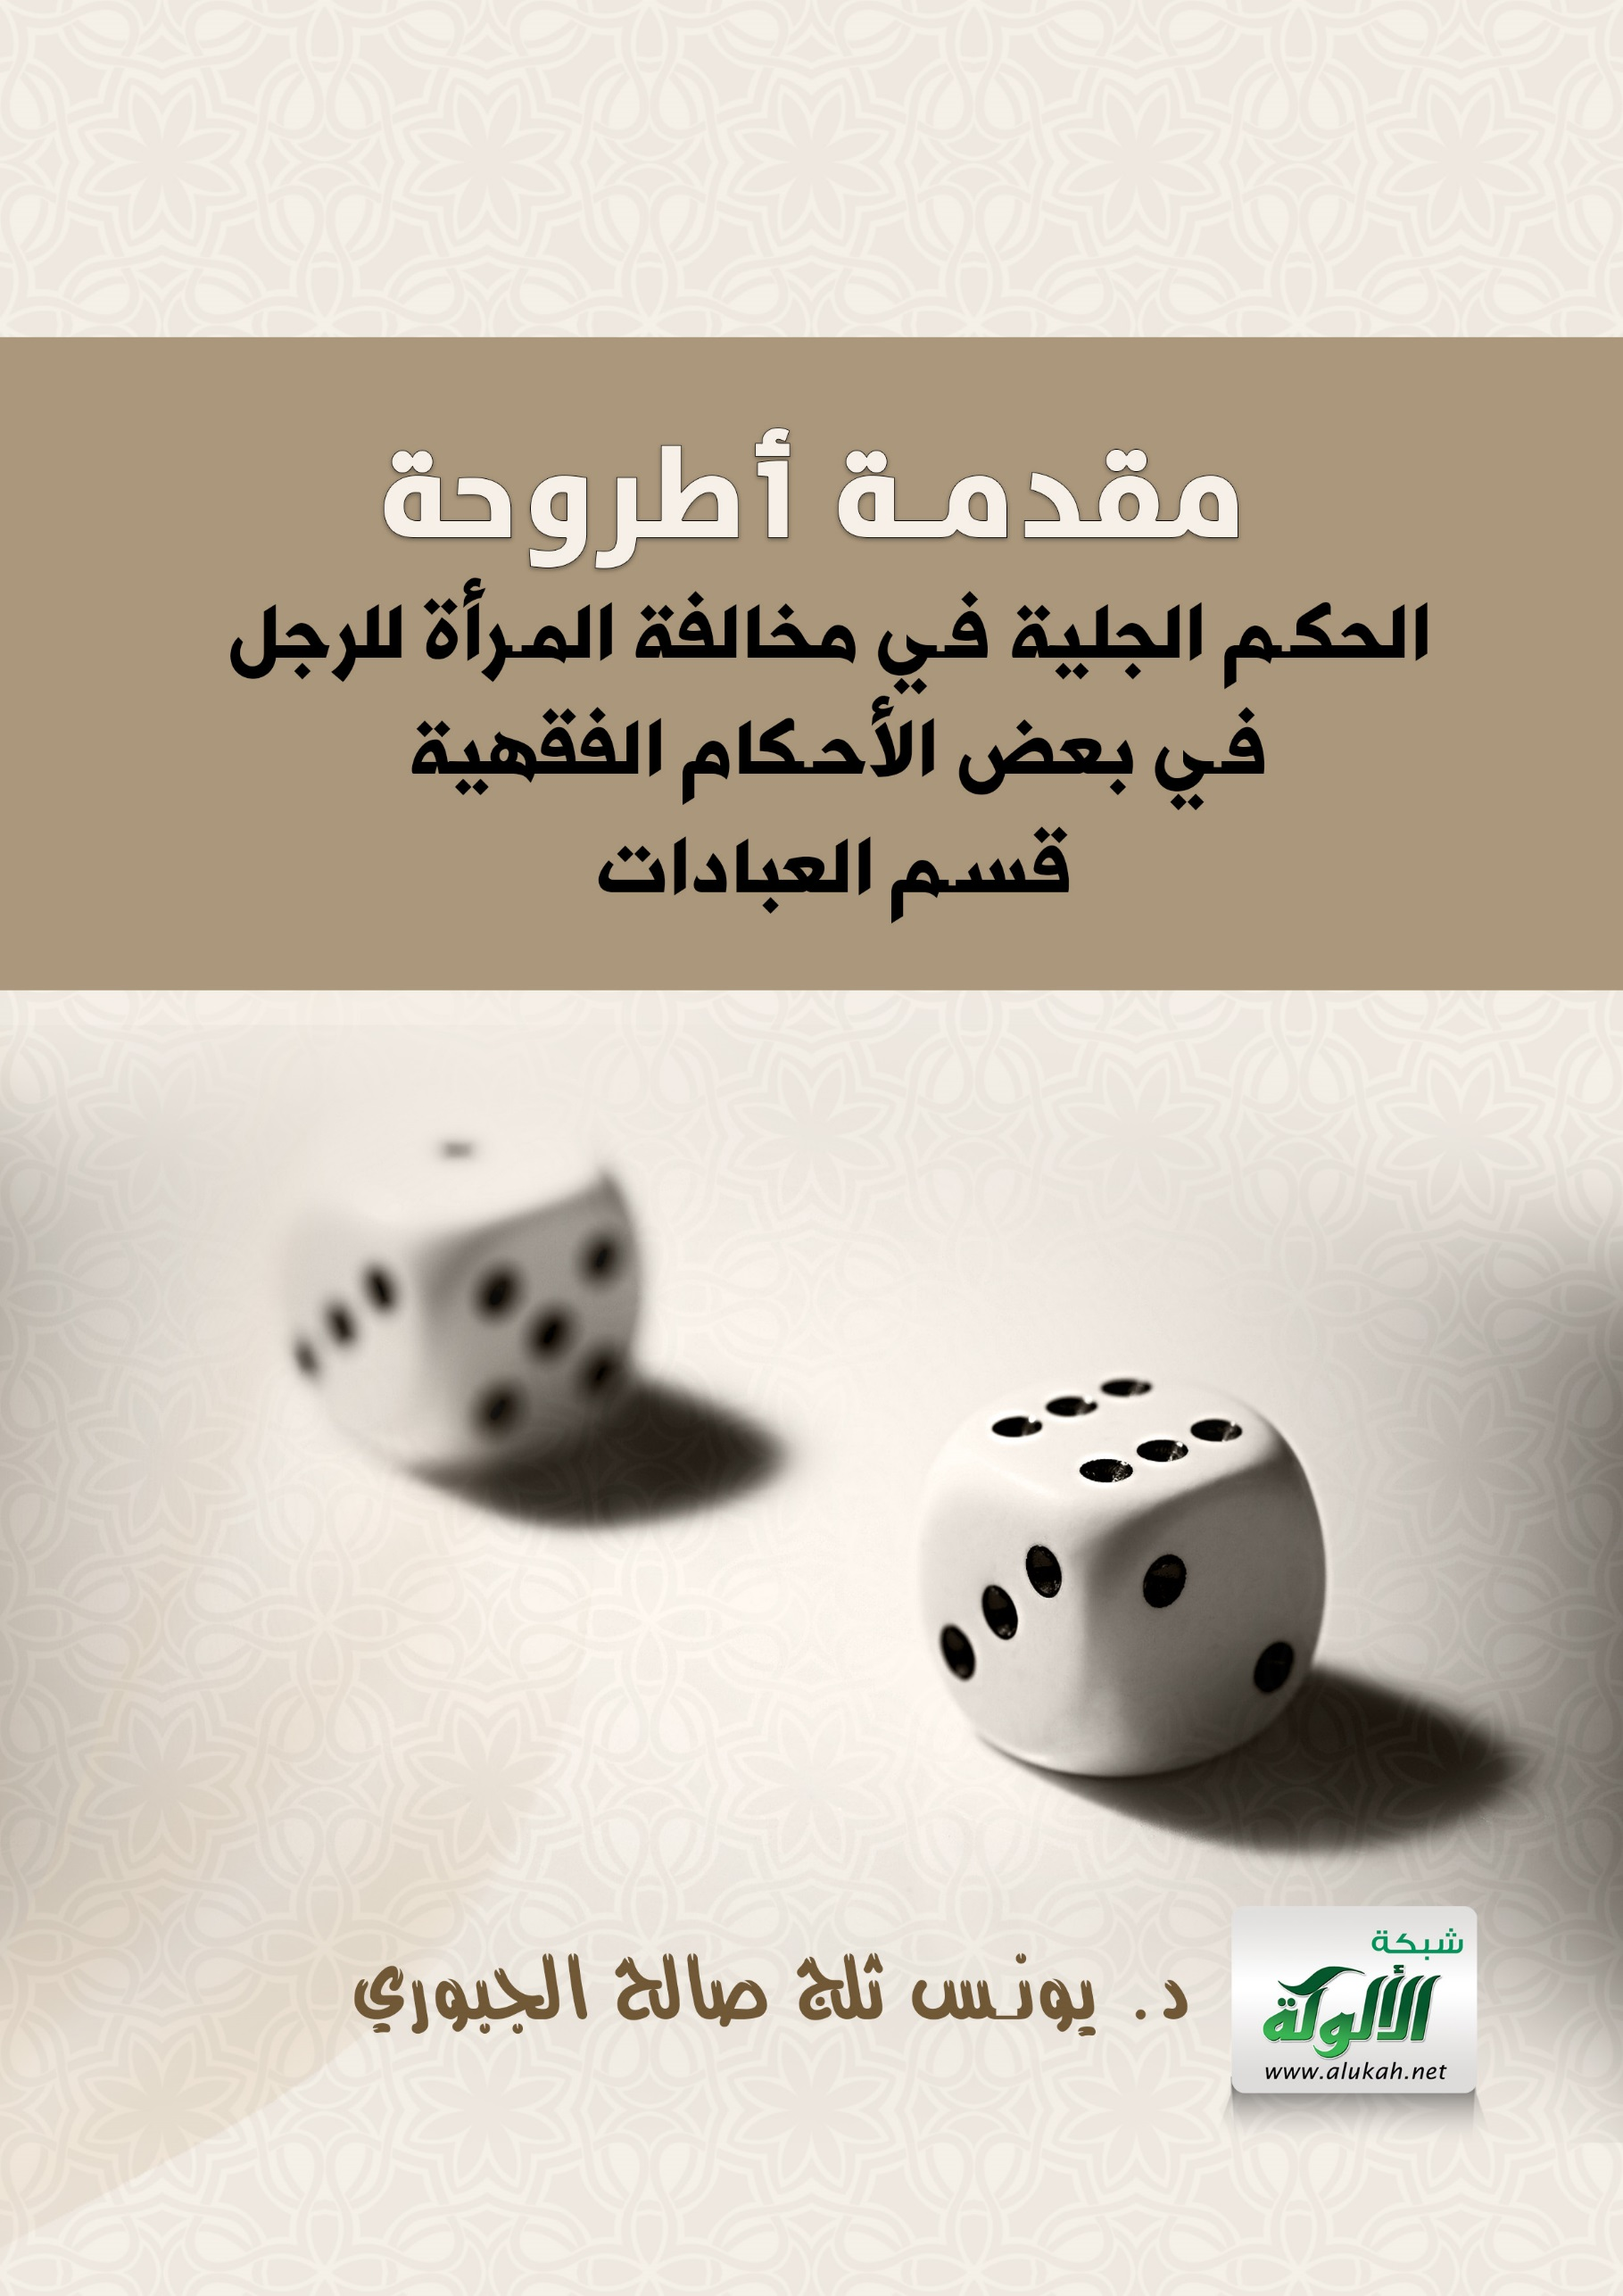 مقدمة أطروحة
الحكم الجلية في مخالفة المرأة للرجل
في بعض الأحكام الفقهية
قسم العبادات
د. يونس ثلج صالح الجبوري
شبكة
الألوكة
www.alukah.net